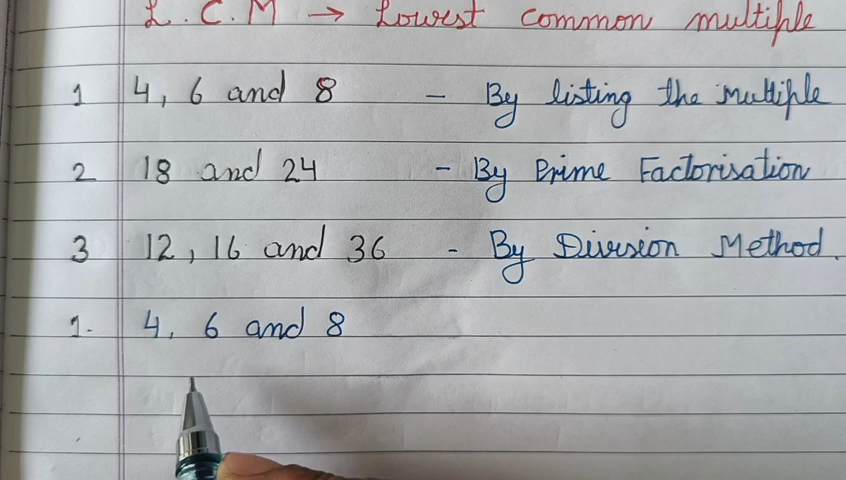 L.C.M → Lowest common multiple
1 4, 6 and 8 - By listing the Multiple
2 18 and 24 - By Prime Factorisation
3 12, 16 and 36 - By Division Method.
1. 4, 6 and 8